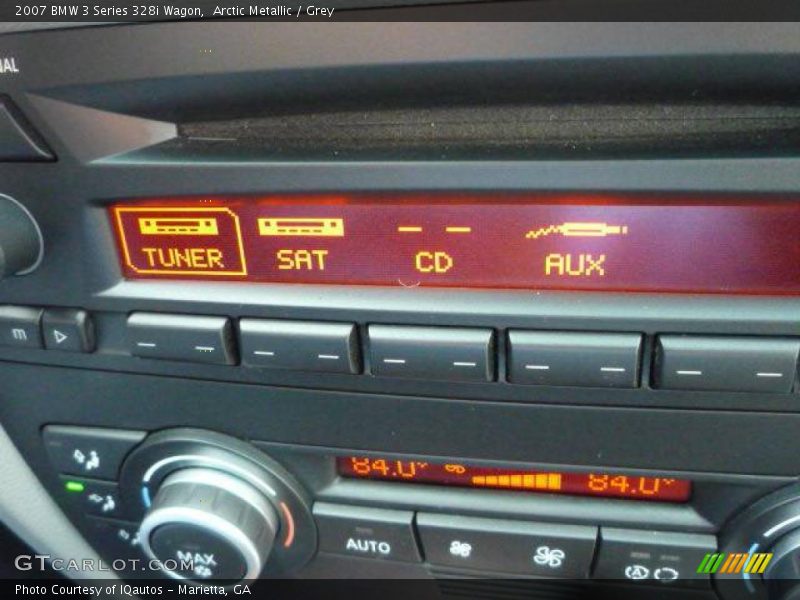 2007 BMW 3 Series 328i Wagon,  Arctic Metallic / Grey
TUNER SAT CD AUX
m
84.0° 84.0°
AUTO
MAX
GTCARLOT.COM
Photo Courtesy of IQautos - Marietta, GA